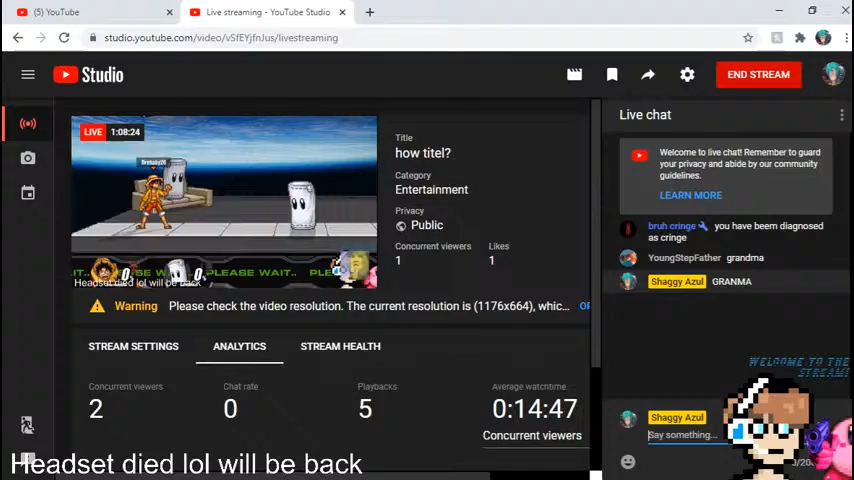 (5) YouTube
Live streaming - YouTube Studio
studio.youtube.com/video/vSfEYjfnJus/livestreaming
Studio
END STREAM
LIVE 1:08:24
Title
how titel?
Category
Entertainment
Privacy
Public
Concurrent viewers
1
Likes
1
PLEASE WAIT..
Headset died lol will be back
Warning Please check the video resolution. The current resolution is (1176x664), whic...
STREAM SETTINGS
ANALYTICS
STREAM HEALTH
Concurrent viewers
2
Chat rate
0
Playbacks
5
Average watchtime
0:14:47
Concurrent viewers
Live chat
Welcome to live chat! Remember to guard
your privacy and abide by our community
guidelines.
LEARN MORE
bruh cringe you have beem diagnosed
as cringe
YoungStepFather grandma
Shaggy Azul GRANMA
WELCOME TO THE
STREAM!
Shaggy Azul
Say something...
Headset died lol will be back